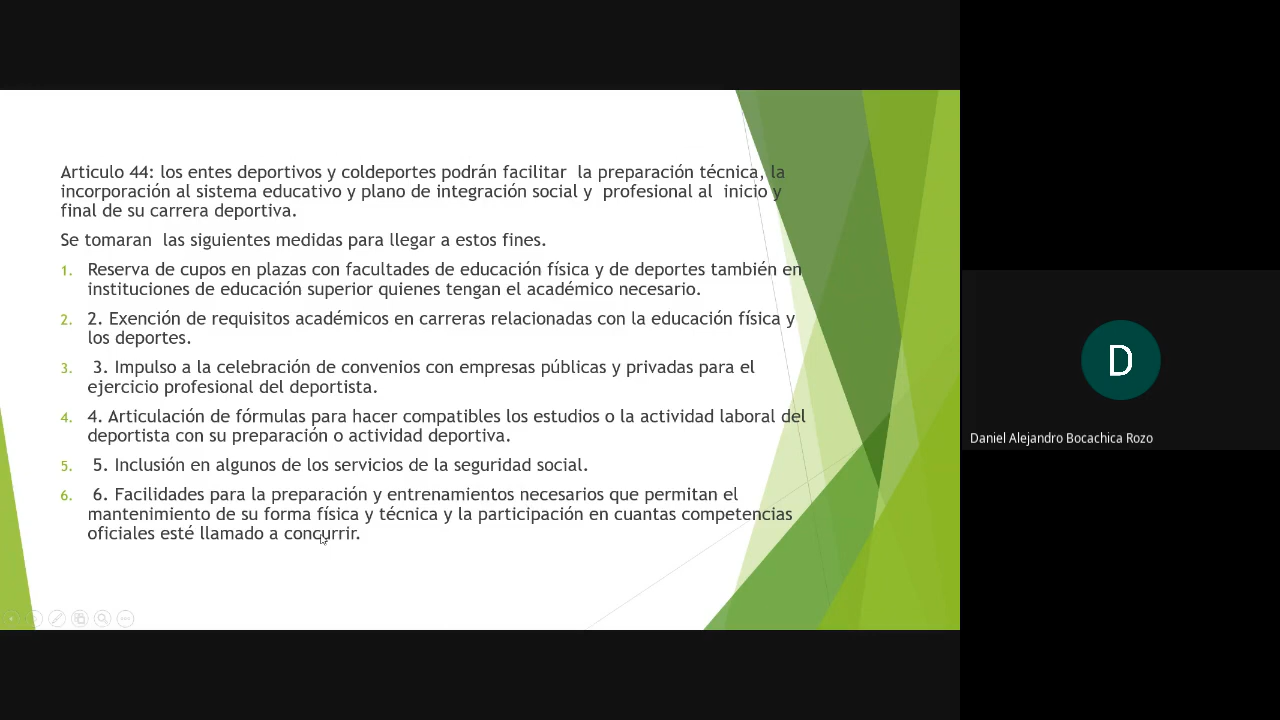 Articulo 44: los entes deportivos y coldeportes podrán facilitar  la preparación técnica, la
incorporación al sistema educativo y plano de integración social y  profesional al  inicio y
final de su carrera deportiva.
Se tomaran  las siguientes medidas para llegar a estos fines.
1. Reserva de cupos en plazas con facultades de educación física y de deportes también en
instituciones de educación superior quienes tengan el académico necesario.
2. 2. Exención de requisitos académicos en carreras relacionadas con la educación física y
los deportes.
3. 3. Impulso a la celebración de convenios con empresas públicas y privadas para el
ejercicio profesional del deportista.
4. 4. Articulación de fórmulas para hacer compatibles los estudios o la actividad laboral del
deportista con su preparación o actividad deportiva.
5. 5. Inclusión en algunos de los servicios de la seguridad social.
6. 6. Facilidades para la preparación y entrenamientos necesarios que permitan el
mantenimiento de su forma física y técnica y la participación en cuantas competencias
oficiales esté llamado a concurrir.
D
Daniel Alejandro Bocachica Rozo